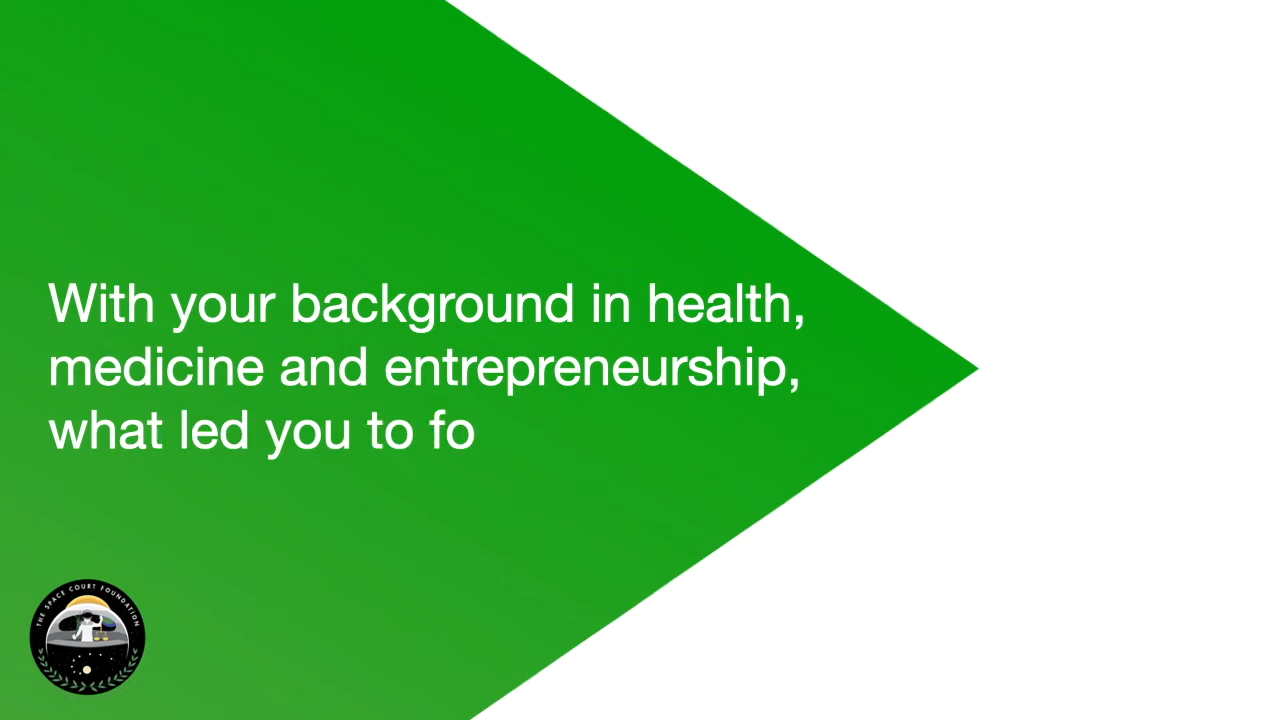 With your background in health,
medicine and entrepreneurship,
what led you to fo
THE SPACE COURT FOUNDATION